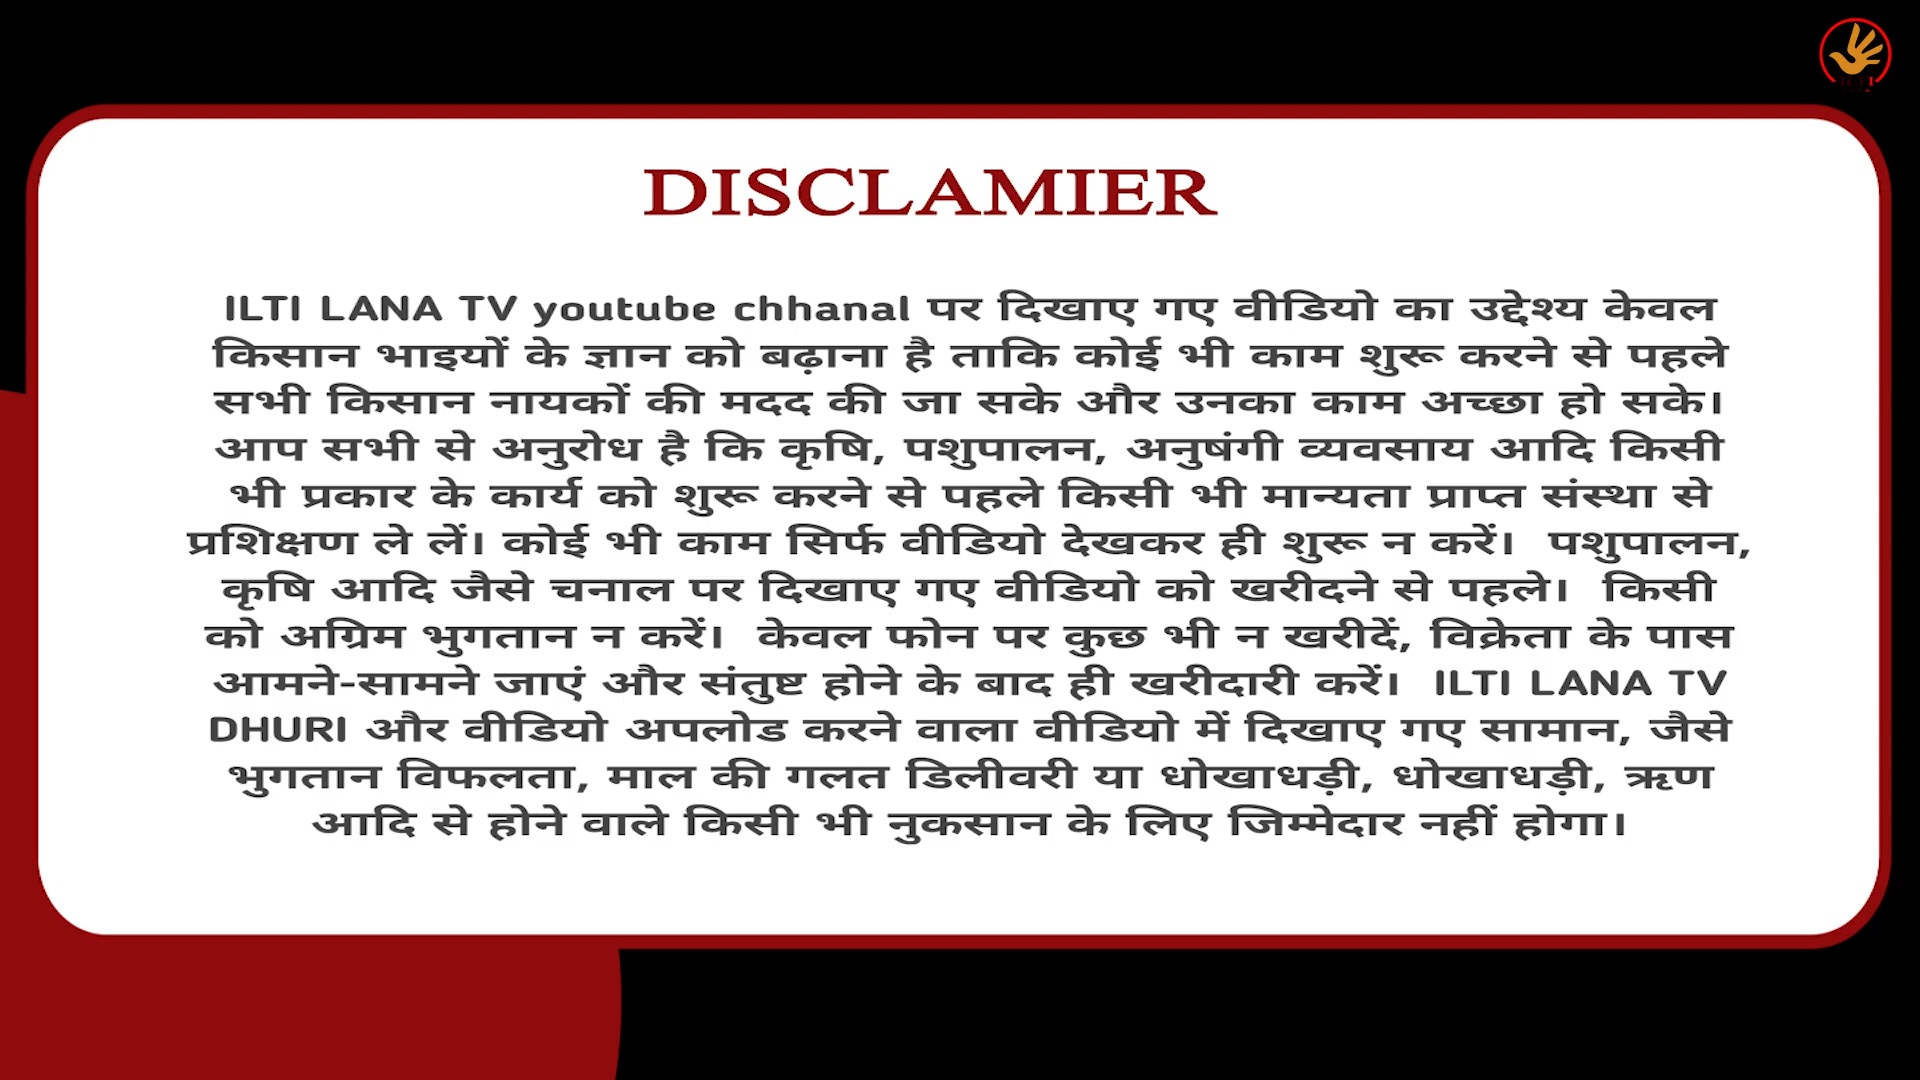 DISCLAMIER
ILTI LANA TV youtube chhanal पर दिखाए गए वीडियो का उद्देश्य केवल
किसान भाइयों के ज्ञान को बढ़ाना है ताकि कोई भी काम शुरू करने से पहले
सभी किसान नायकों की मदद की जा सके और उनका काम अच्छा हो सके।
आप सभी से अनुरोध है कि कृषि, पशुपालन, अनुषंगी व्यवसाय आदि किसी
भी प्रकार के कार्य को शुरू करने से पहले किसी भी मान्यता प्राप्त संस्था से
प्रशिक्षण ले लें। कोई भी काम सिर्फ वीडियो देखकर ही शुरू न करें। पशुपालन,
कृषि आदि जैसे चनाल पर दिखाए गए वीडियो को खरीदने से पहले। किसी
को अग्रिम भुगतान न करें। केवल फोन पर कुछ भी न खरीदें, विक्रेता के पास
आमने-सामने जाएं और संतुष्ट होने के बाद ही खरीदारी करें। ILTI LANA TV
DHURI और वीडियो अपलोड करने वाला वीडियो में दिखाए गए सामान, जैसे
भुगतान विफलता, माल की गलत डिलीवरी या धोखाधड़ी, धोखाधड़ी, ऋण
आदि से होने वाले किसी भी नुकसान के लिए जिम्मेदार नहीं होगा।